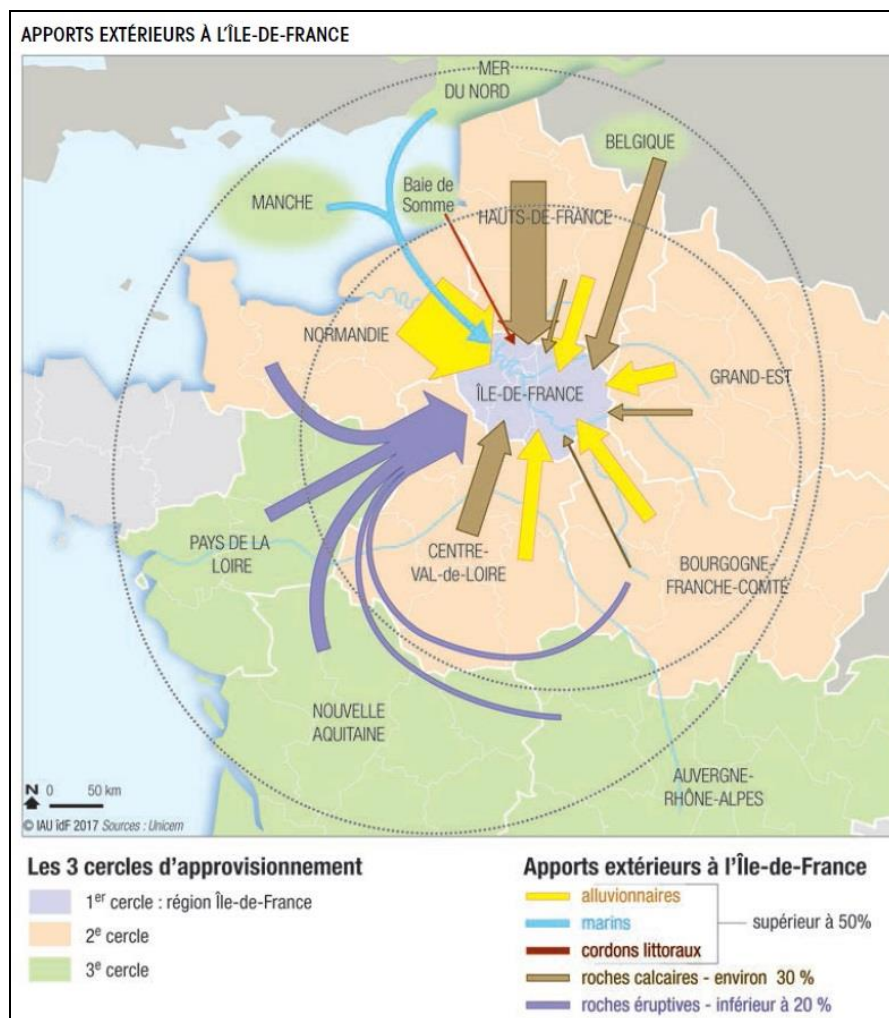 APPORTS EXTÉRIEURS À L'ÎLE-DE-FRANCE
MER
DU NORD
BELGIQUE
MANCHE
Baie de
Somme
HAUTS-DE-FRANCE
NORMANDIE
GRAND-EST
ÎLE-DE-FRANCE
PAYS DE LA
LOIRE
CENTRE-
VAL-de-LOIRE
BOURGOGNE-
FRANCHE-COMTÉ
NOUVELLE
AQUITAINE
AUVERGNE-
RHÔNE-ALPES
N 0 50 km
© IAU îdF 2017 Sources : Unicem
Les 3 cercles d'approvisionnement
1er cercle : région Île-de-France
2e cercle
3e cercle
Apports extérieurs à l'Île-de-France
alluvionnaires
marins
cordons littoraux
supérieur à 50%
roches calcaires - environ 30 %
roches éruptives - inférieur à 20 %